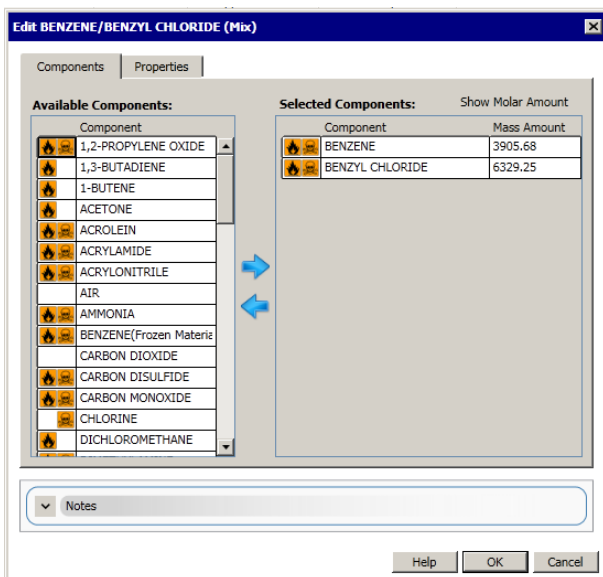 Edit BENZENE/BENZYL CHLORIDE (Mix)
Components Properties
Available Components:
Component
1,2-PROPYLENE OXIDE
1,3-BUTADIENE
1-BUTENE
ACETONE
ACROLEIN
ACRYLAMIDE
ACRYLONITRILE
AIR
AMMONIA
BENZENE(Frozen Materia
CARBON DIOXIDE
CARBON DISULFIDE
CARBON MONOXIDE
CHLORINE
DICHLOROMETHANE
Selected Components: Show Molar Amount
Component Mass Amount
BENZENE 3905.68
BENZYL CHLORIDE 6329.25
Notes
Help OK Cancel